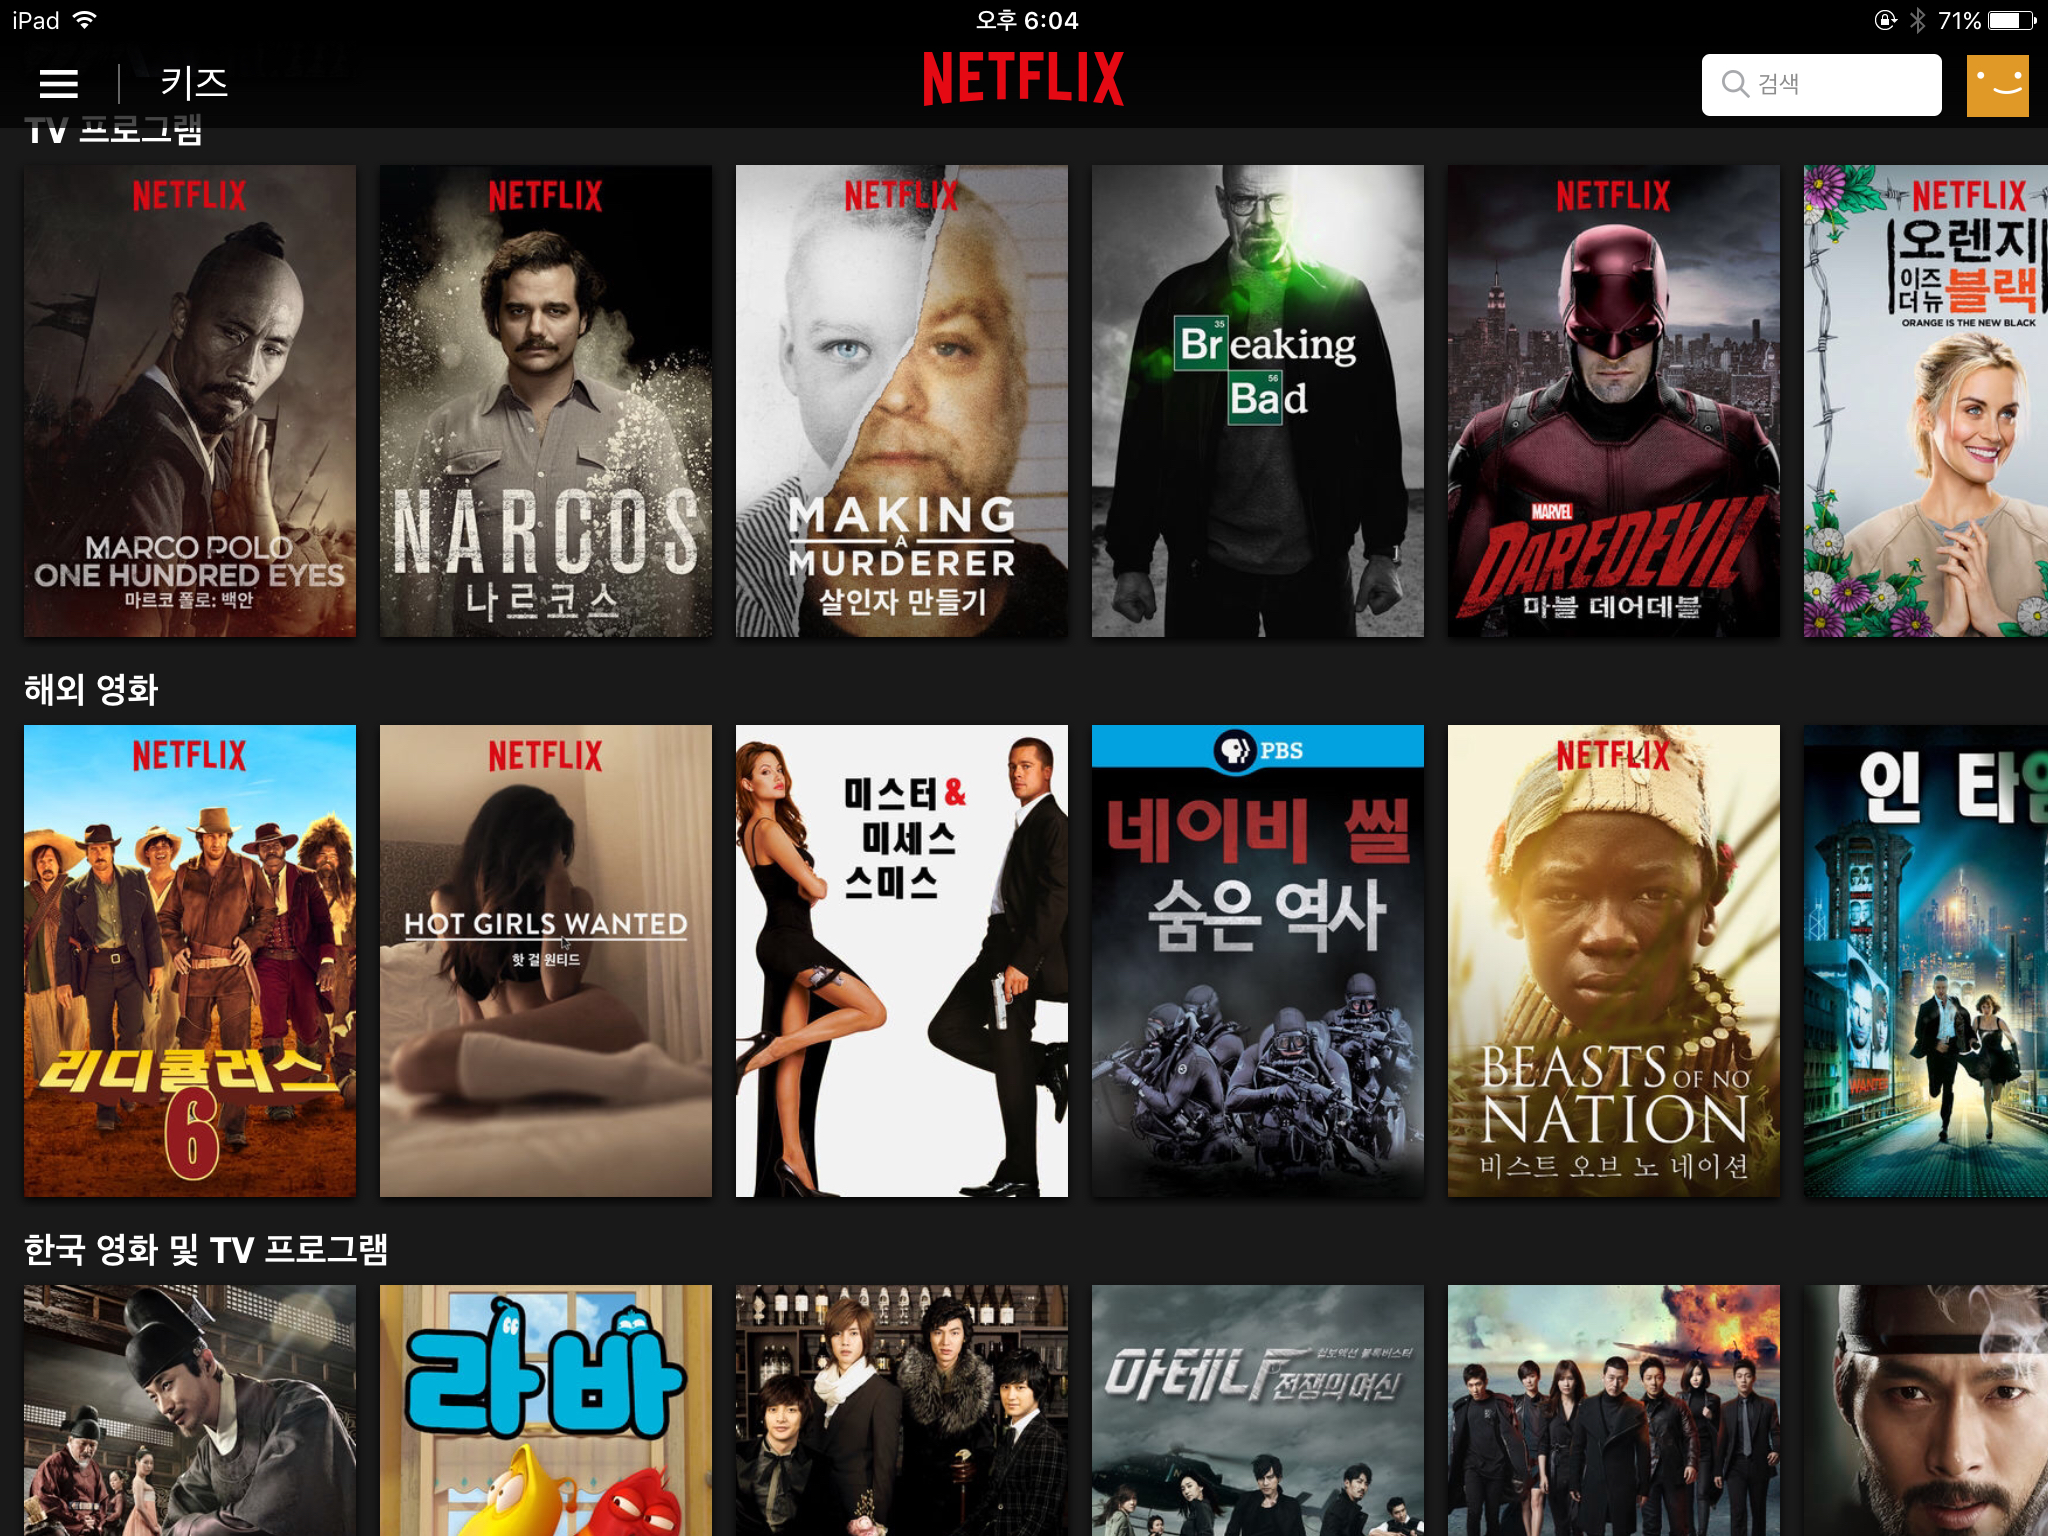 iPad
오후 6:04
71%
키즈
NETFLIX
검색
TV 프로그램
NETFLIX
MARCO POLO
ONE HUNDRED EYES
마르코 폴로: 백안
NETFLIX
NARCOS
나르코스
NETFLIX
MAKING
A
MURDERER
살인자 만들기
35
Breaking
56
Bad
NETFLIX
MARVEL
DAREDEVIL
마블 데어데블
NETFLIX
오렌지
이즈
더 뉴
블랙
ORANGE IS THE NEW BLACK
해외 영화
NETFLIX
리디큘러스
6
NETFLIX
HOT GIRLS WANTED
핫 걸 원티드
미스터 &
미세스
스미스
PBS
네이비 씰
숨은 역사
NETFLIX
BEASTS OF NO
NATION
비스트 오브 노 네이션
인 타임
WANTED
한국 영화 및 TV 프로그램
라바
아테나
전쟁의 여신